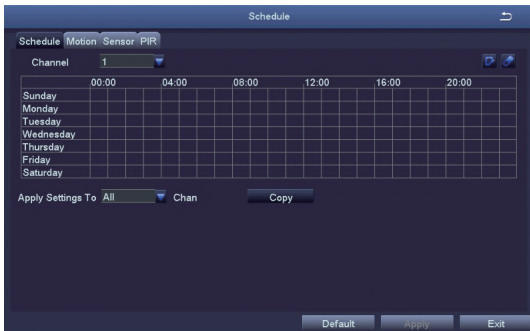 Schedule
Schedule Motion Sensor PIR
Channel 1
00:00 04:00 08:00 12:00 16:00 20:00
Sunday
Monday
Tuesday
Wednesday
Thursday
Friday
Saturday
Apply Settings To All Chan Copy
Default Apply Exit